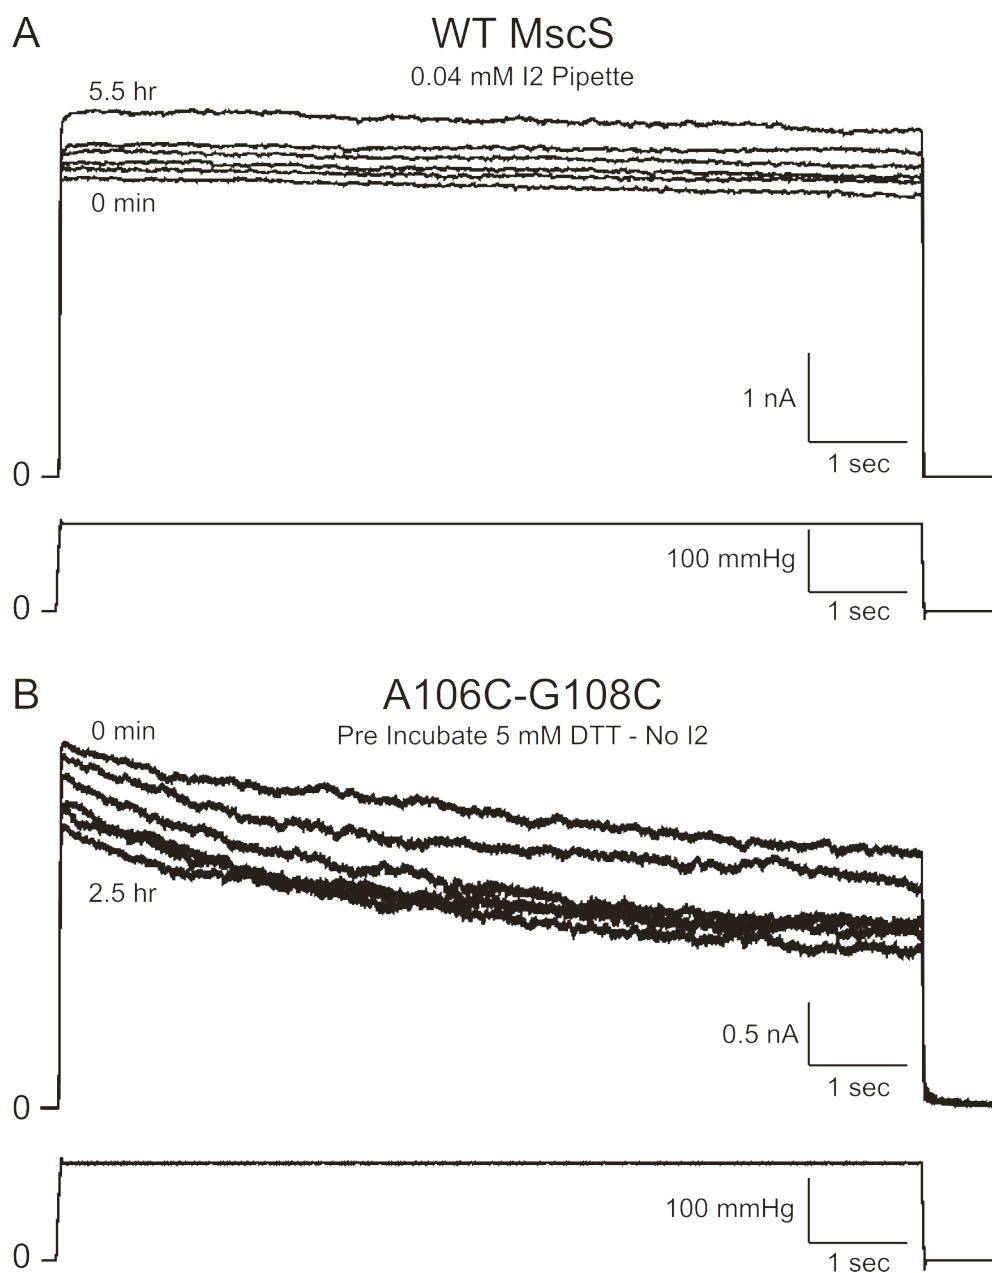 A
WT MscS
0.04 mM I2 Pipette
5.5 hr
0 min
1 nA
1 sec
0
100 mmHg
0
1 sec
B
A106C-G108C
Pre Incubate 5 mM DTT - No I2
0 min
2.5 hr
0.5 nA
1 sec
0
100 mmHg
0
1 sec